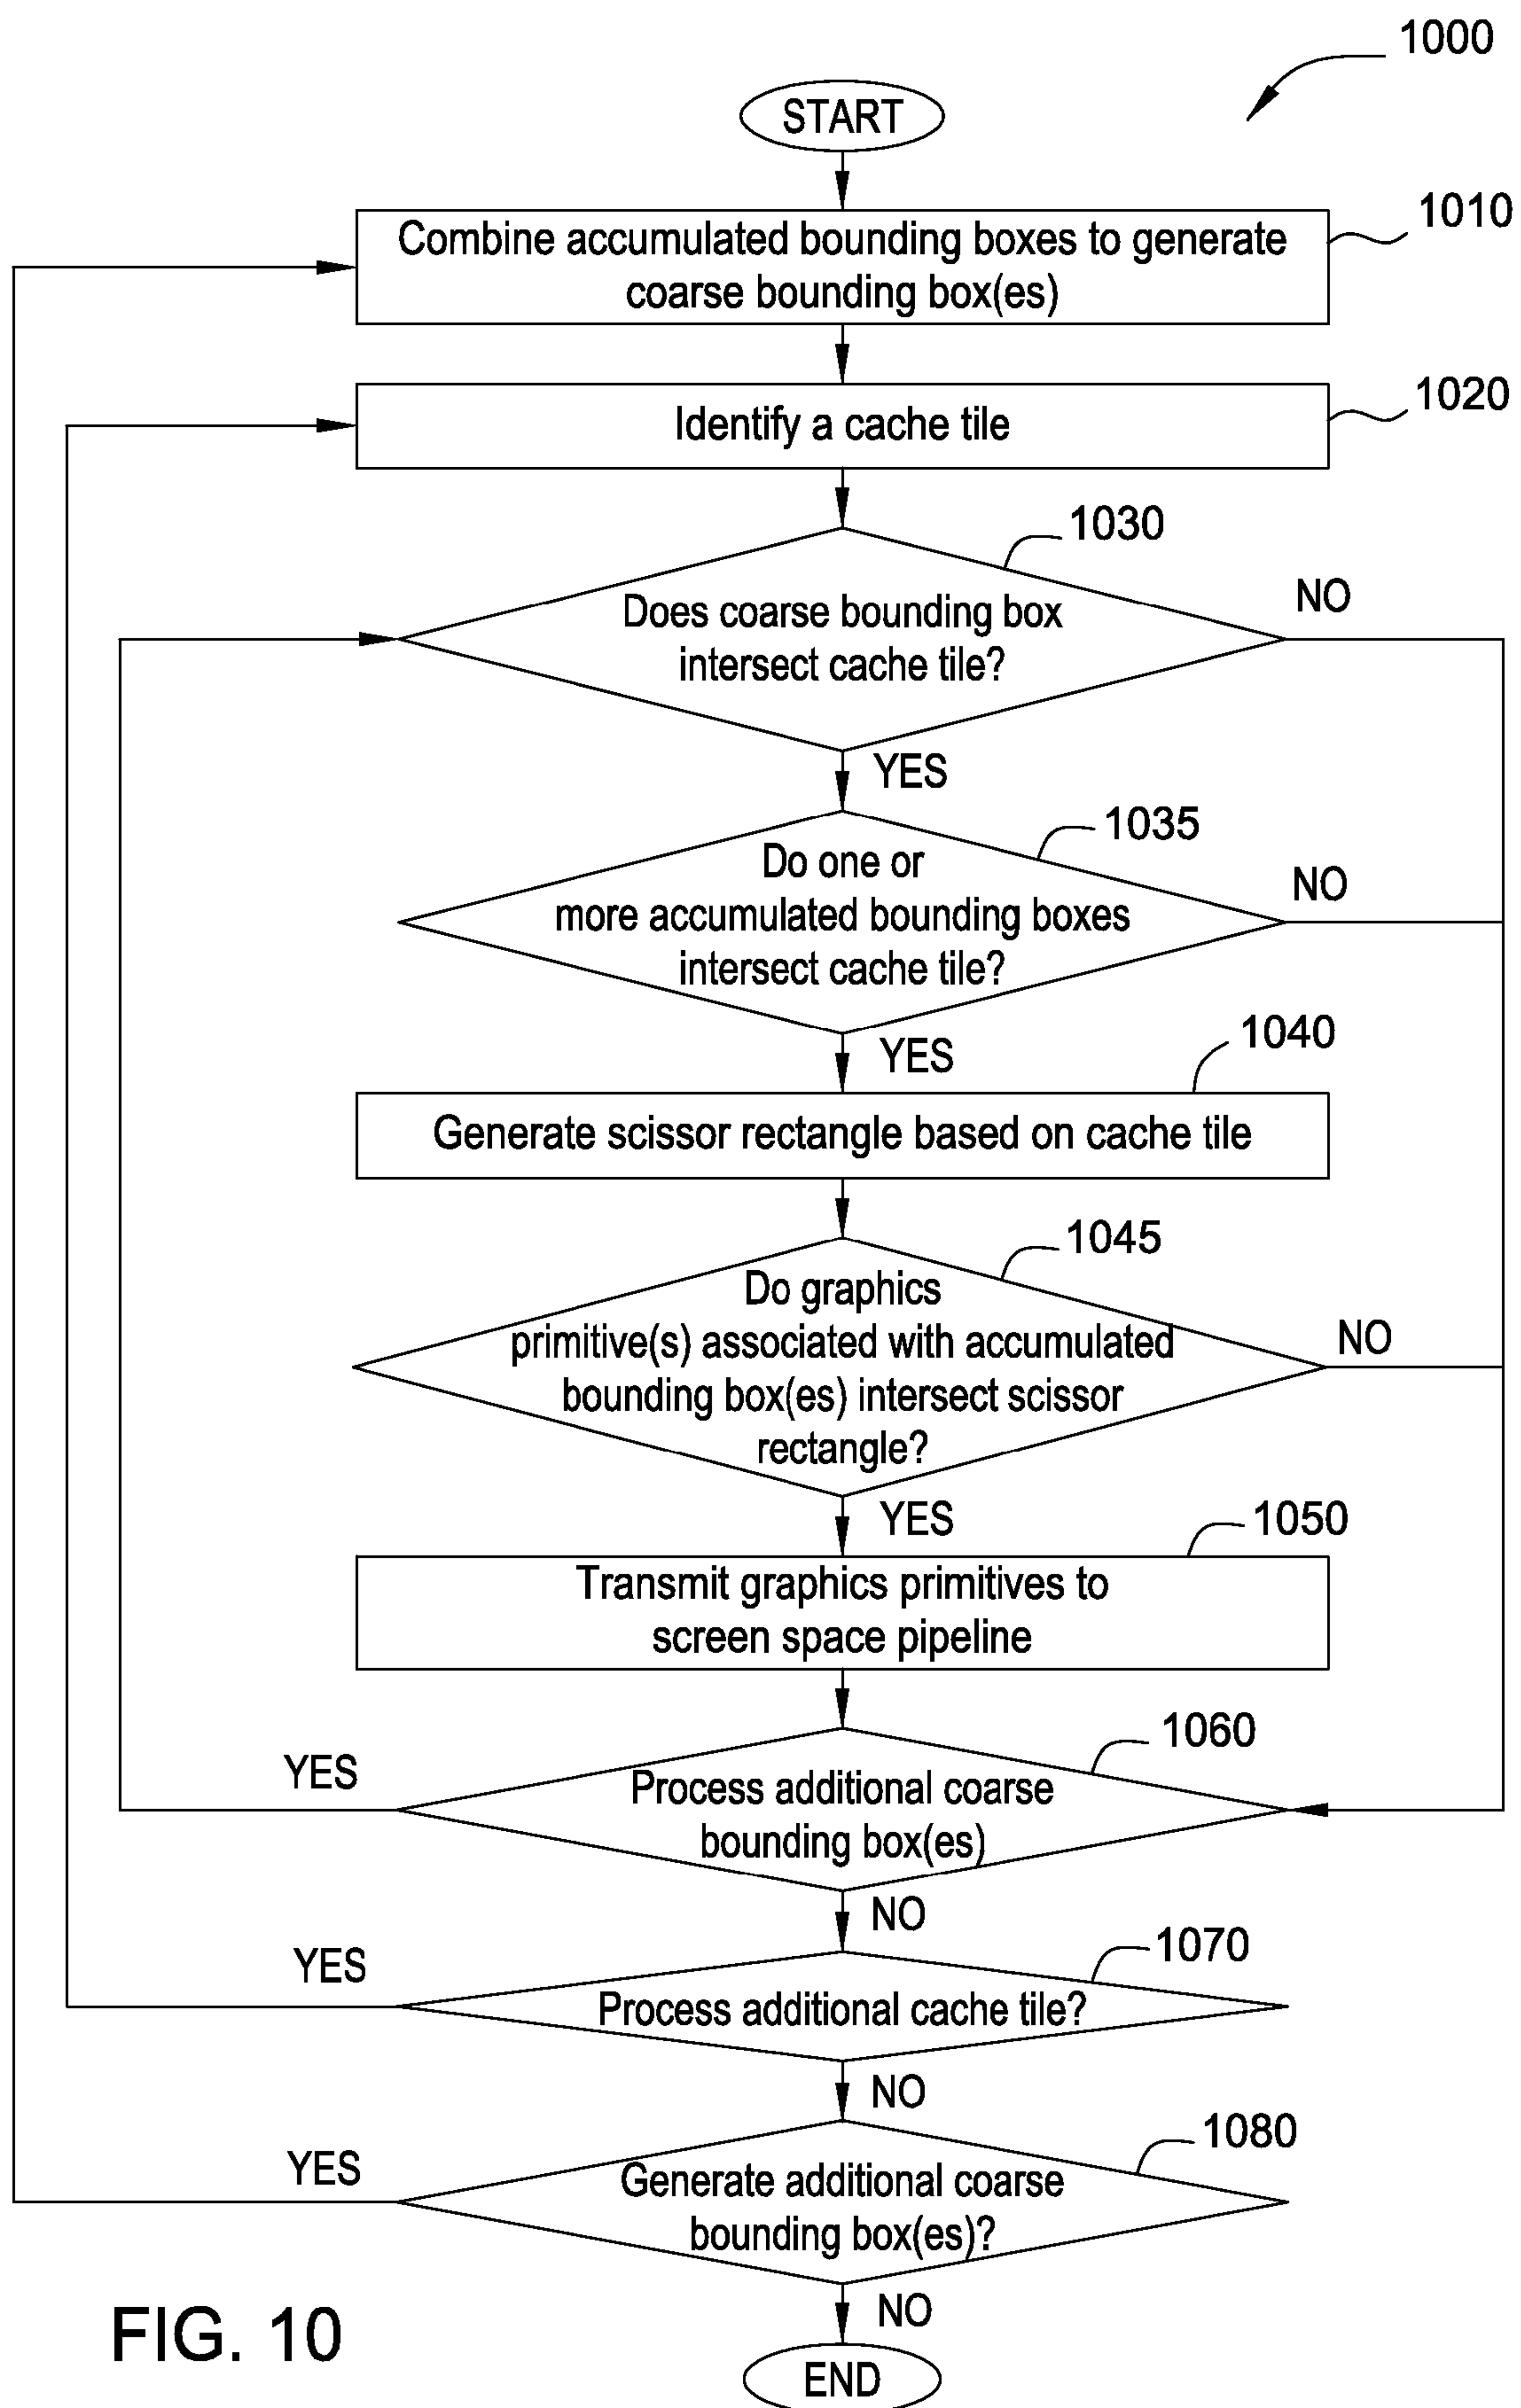 1000
START
Combine accumulated bounding boxes to generate
coarse bounding box(es)
1010
Identify a cache tile
1020
1030
Does coarse bounding box
intersect cache tile?
NO
YES
1035
Do one or
more accumulated bounding boxes
intersect cache tile?
NO
YES
1040
Generate scissor rectangle based on cache tile
1045
Do graphics
primitive(s) associated with accumulated
bounding box(es) intersect scissor
rectangle?
NO
YES
1050
Transmit graphics primitives to
screen space pipeline
1060
YES
Process additional coarse
bounding box(es)
NO
1070
YES
Process additional cache tile?
NO
1080
YES
Generate additional coarse
bounding box(es)?
NO
END
FIG. 10